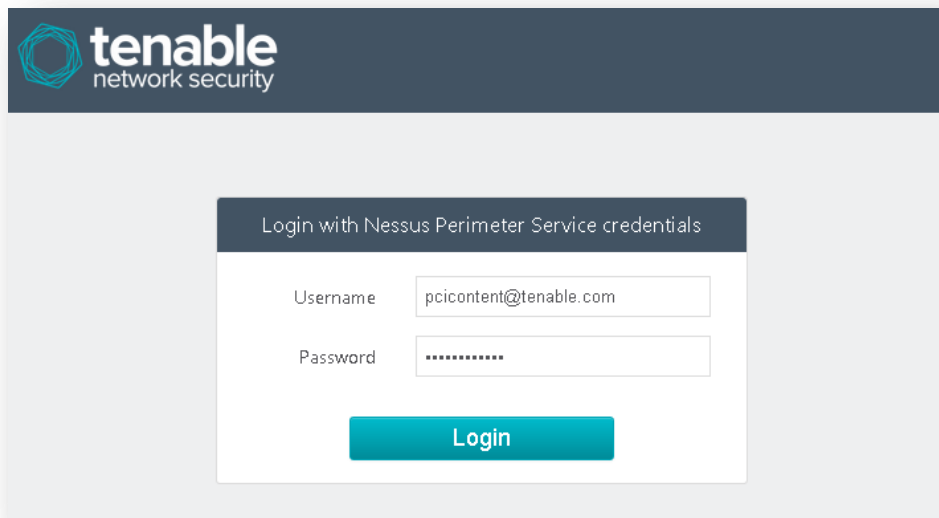 tenable
network security
Login with Nessus Perimeter Service credentials
Username
pcicontent@tenable.com
Password
••••••••••••
Login